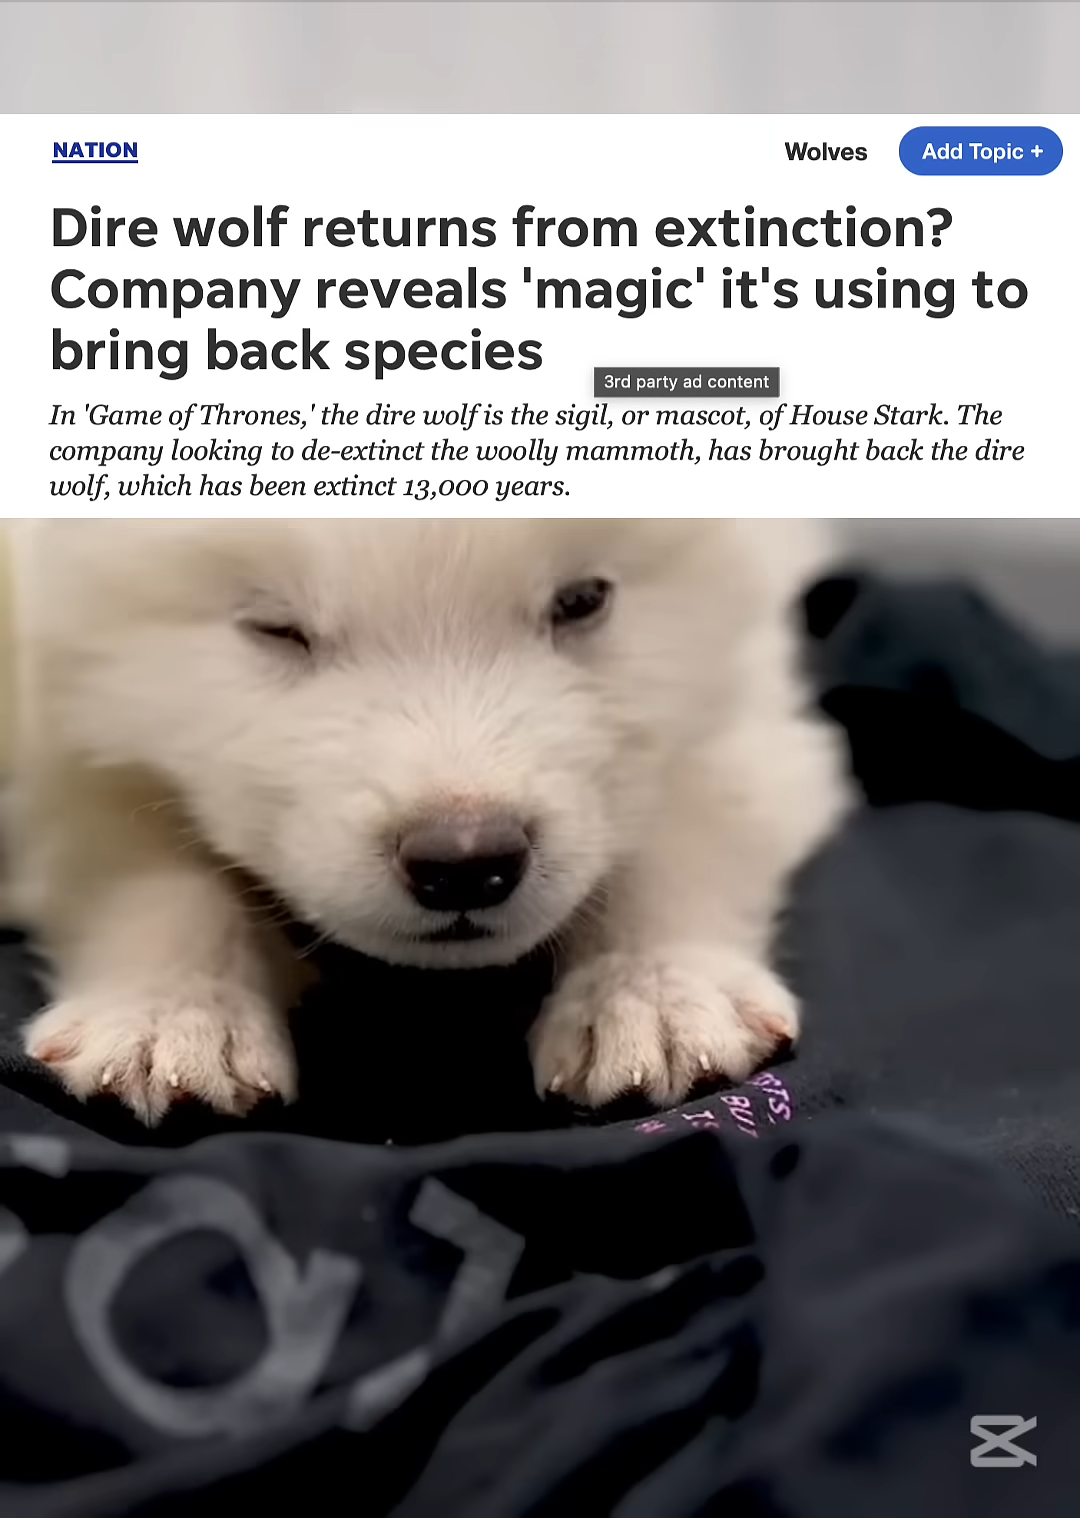 NATION
Wolves
Add Topic +
Dire wolf returns from extinction?
Company reveals 'magic' it's using to
bring back species
3rd party ad content
In 'Game of Thrones,' the dire wolf is the sigil, or mascot, of House Stark. The
company looking to de-extinct the woolly mammoth, has brought back the dire
wolf, which has been extinct 13,000 years.